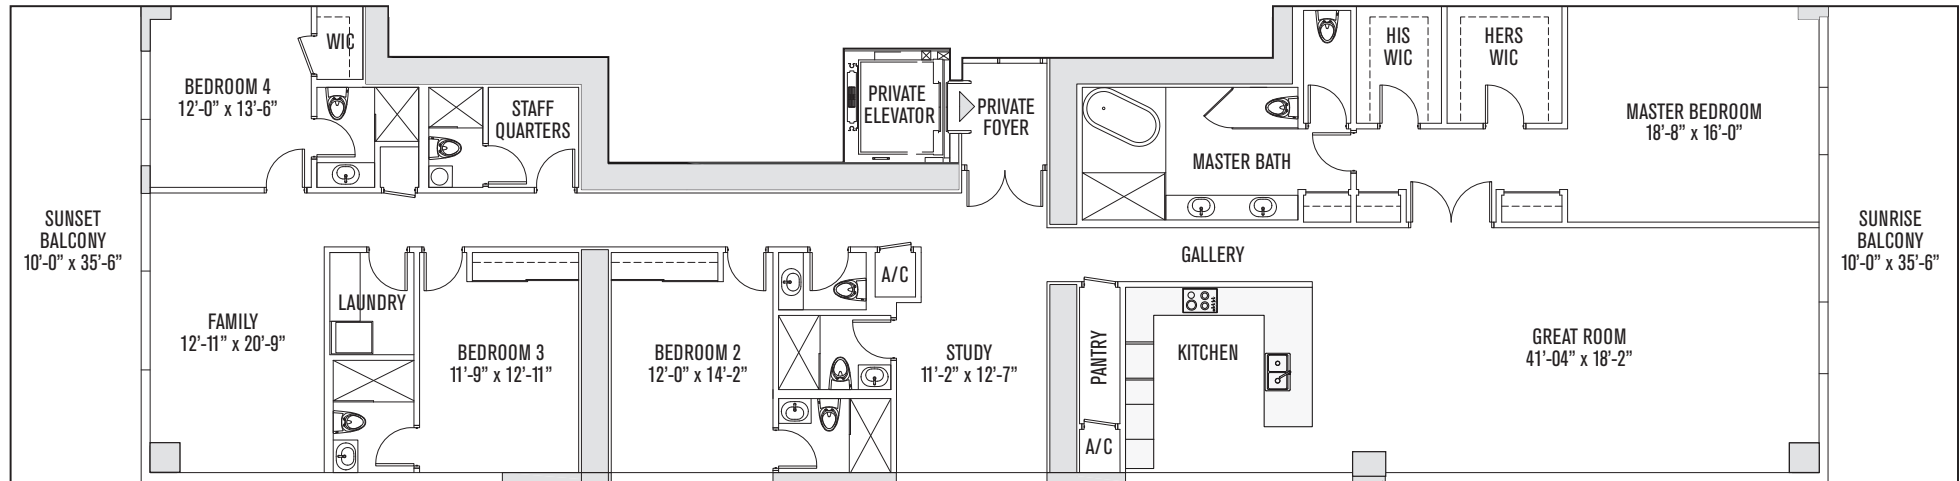 WIC
BEDROOM 4
12’-0” x 13’-6”
STAFF
QUARTERS
PRIVATE
ELEVATOR
PRIVATE
FOYER
HIS
WIC
HERS
WIC
MASTER BEDROOM
18’-8” x 16’-0”
MASTER BATH
SUNSET
BALCONY
10’-0” x 35’-6”
SUNRISE
BALCONY
10’-0” x 35’-6”
GALLERY
A/C
LAUNDRY
FAMILY
12’-11” x 20’-9”
BEDROOM 3
11’-9” x 12’-11”
BEDROOM 2
12’-0” x 14’-2”
STUDY
11’-2” x 12’-7”
PANTRY
KITCHEN
GREAT ROOM
41’-04” x 18’-2”
A/C